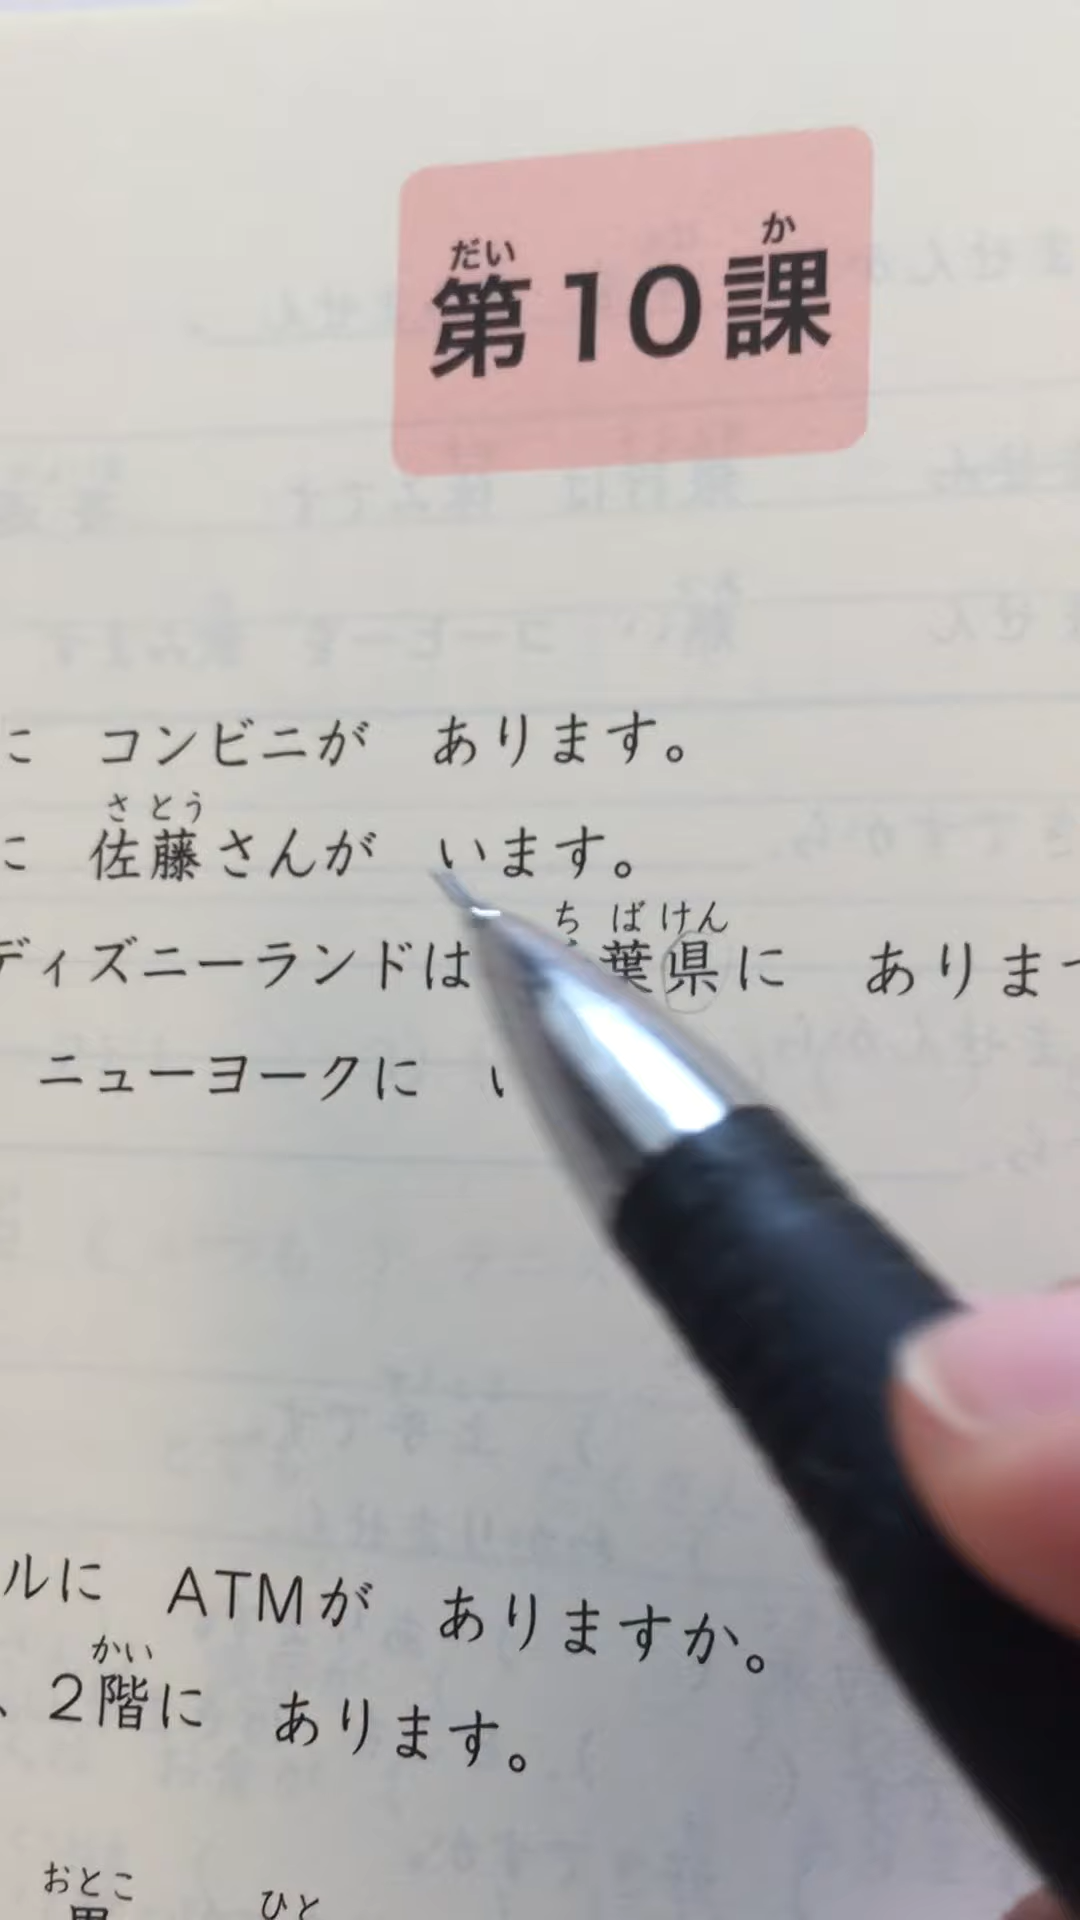 だい か
第10課
に コンビニが あります。
さとう
に 佐藤さんが います。
ちばけん
ディズニーランドは 葉県に ありま
ニューヨークに い
ルに ATMが ありますか。
かい
、2階に あります。
おとこ ひと